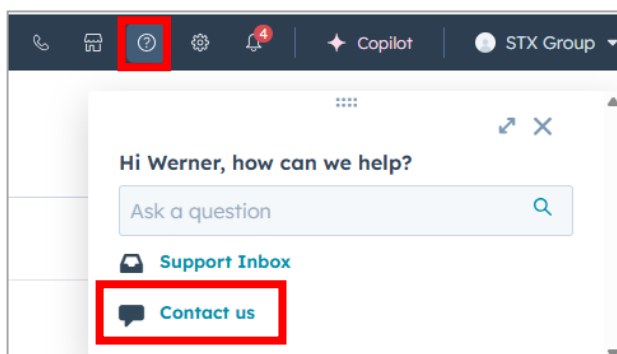 4
Copilot
STX Group
Hi Werner, how can we help?
Ask a question
Support Inbox
Contact us